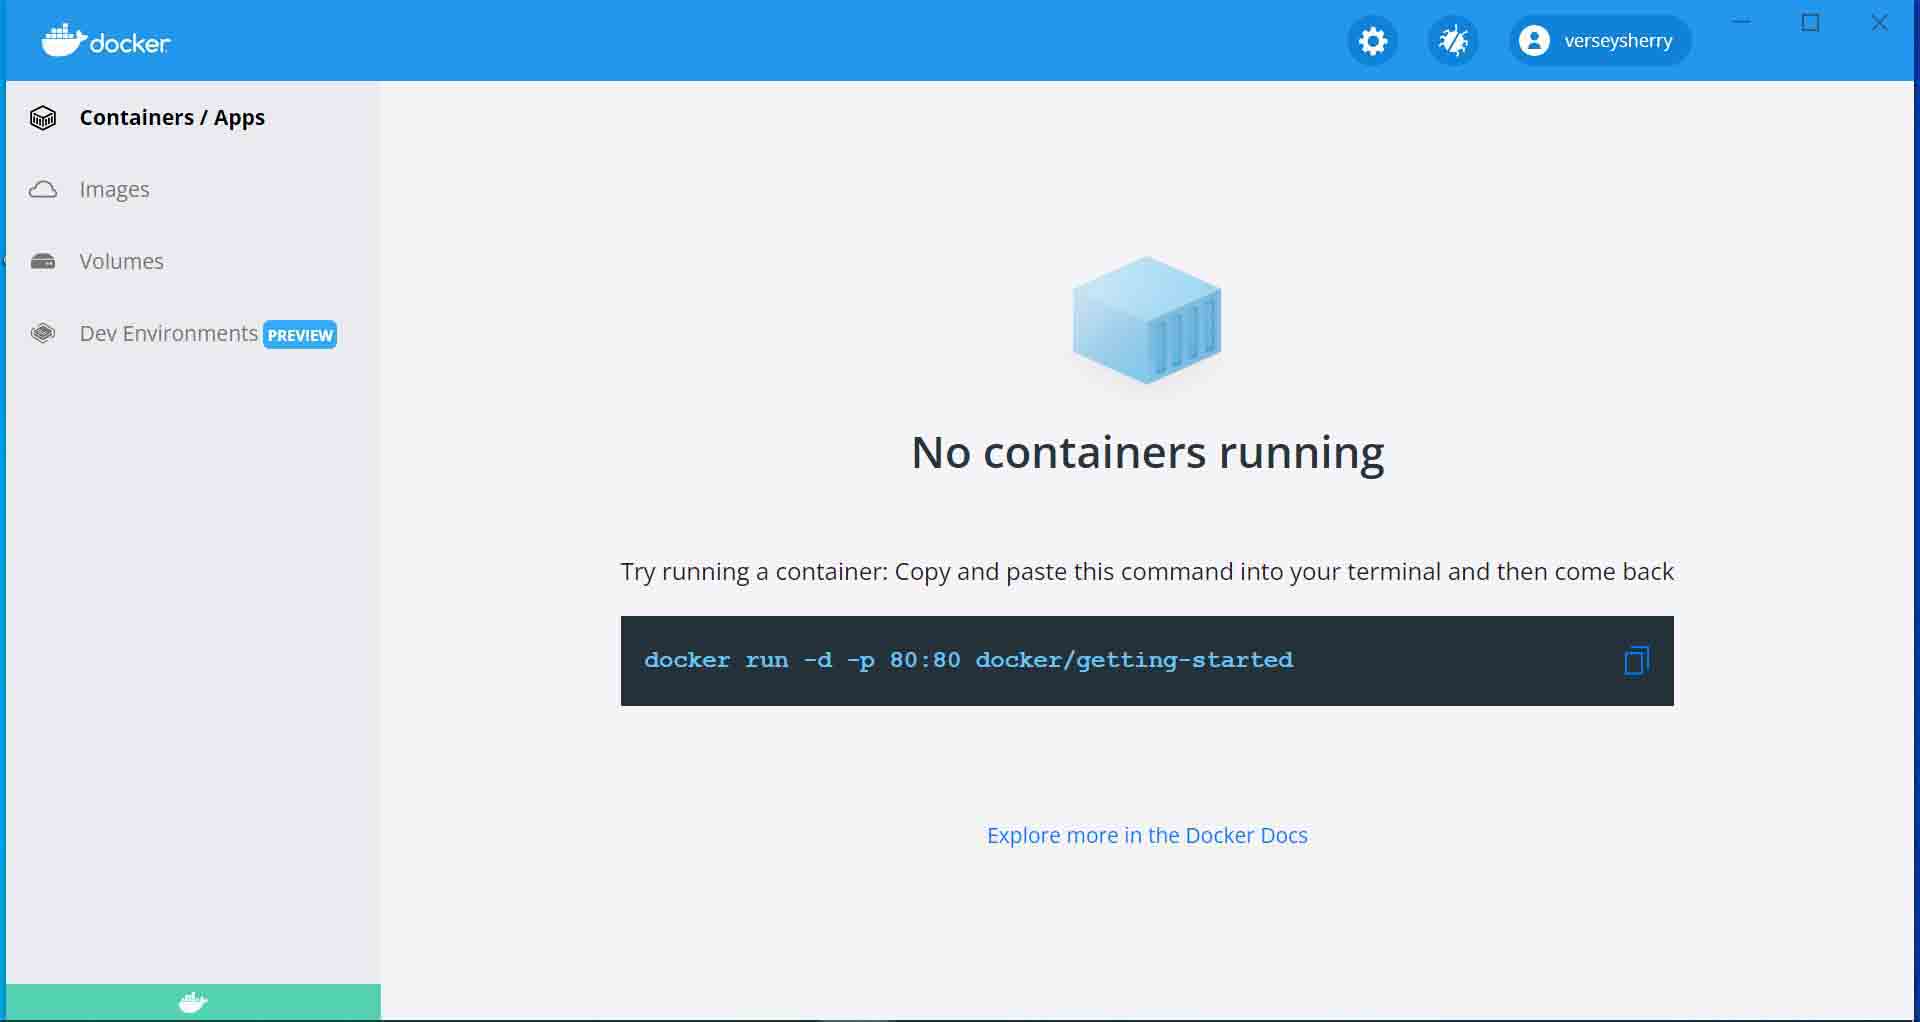 docker
verseysherry
Containers / Apps
Images
Volumes
Dev Environments PREVIEW
No containers running
Try running a container: Copy and paste this command into your terminal and then come back
docker run -d -p 80:80 docker/getting-started
Explore more in the Docker Docs